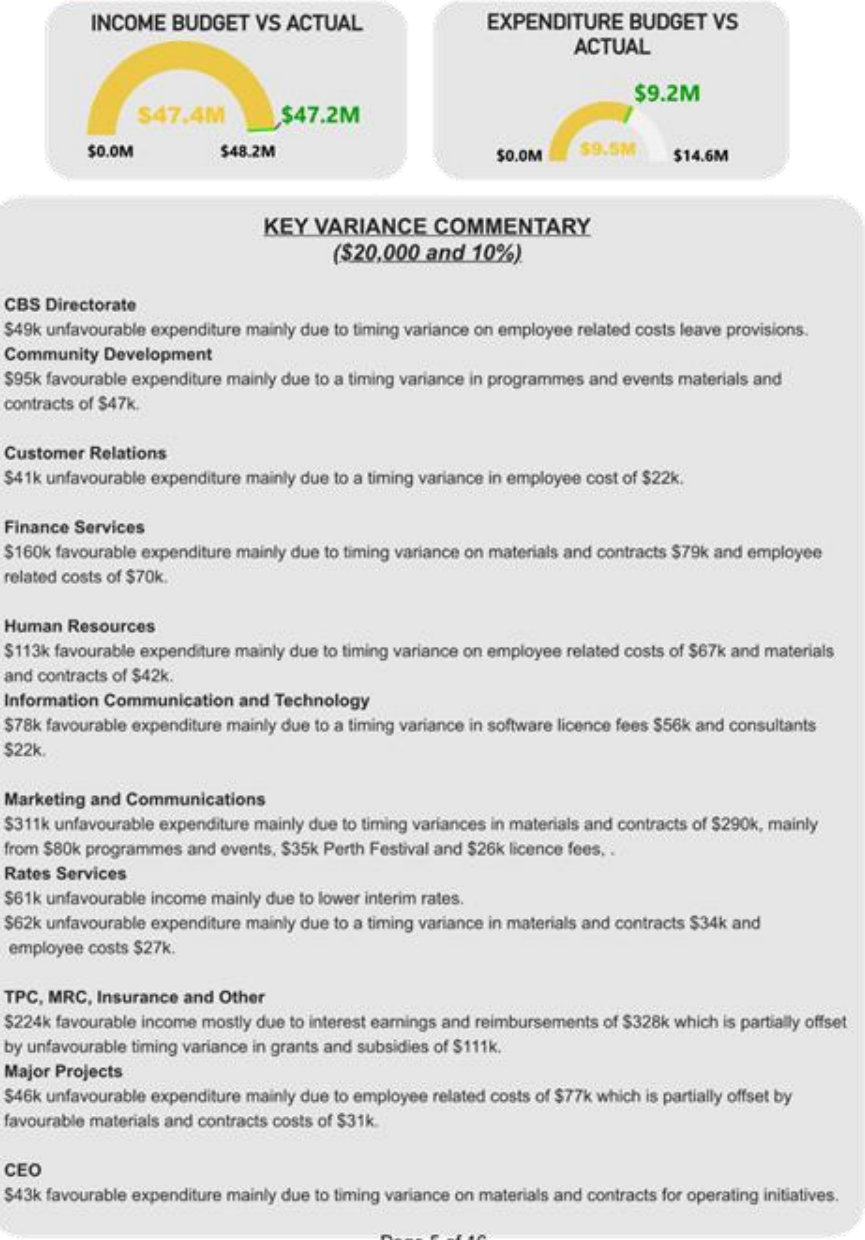 INCOME BUDGET VS ACTUAL
$47.4M
$47.2M
$0.0M
$48.2M
EXPENDITURE BUDGET VS
ACTUAL
$9.2M
$9.5M
$0.0M
$14.6M
KEY VARIANCE COMMENTARY
($20,000 and 10%)
CBS Directorate
$49k unfavourable expenditure mainly due to timing variance on employee related costs leave provisions.
Community Development
$95k favourable expenditure mainly due to a timing variance in programmes and events materials and
contracts of $47k.
Customer Relations
$41k unfavourable expenditure mainly due to a timing variance in employee cost of $22k.
Finance Services
$160k favourable expenditure mainly due to timing variance on materials and contracts $79k and employee
related costs of $70k.
Human Resources
$113k favourable expenditure mainly due to timing variance on employee related costs of $67k and materials
and contracts of $42k.
Information Communication and Technology
$78k favourable expenditure mainly due to a timing variance in software licence fees $56k and consultants
$22k.
Marketing and Communications
$311k unfavourable expenditure mainly due to timing variances in materials and contracts of $290k, mainly
from $80k programmes and events, $35k Perth Festival and $26k licence fees, .
Rates Services
$61k unfavourable income mainly due to lower interim rates.
$62k unfavourable expenditure mainly due to a timing variance in materials and contracts $34k and
employee costs $27k.
TPC, MRC, Insurance and Other
$224k favourable income mostly due to interest earnings and reimbursements of $328k which is partially offset
by unfavourable timing variance in grants and subsidies of $111k.
Major Projects
$46k unfavourable expenditure mainly due to employee related costs of $77k which is partially offset by
favourable materials and contracts costs of $31k.
CEO
$43k favourable expenditure mainly due to timing variance on materials and contracts for operating initiatives.
Page 5 of 16